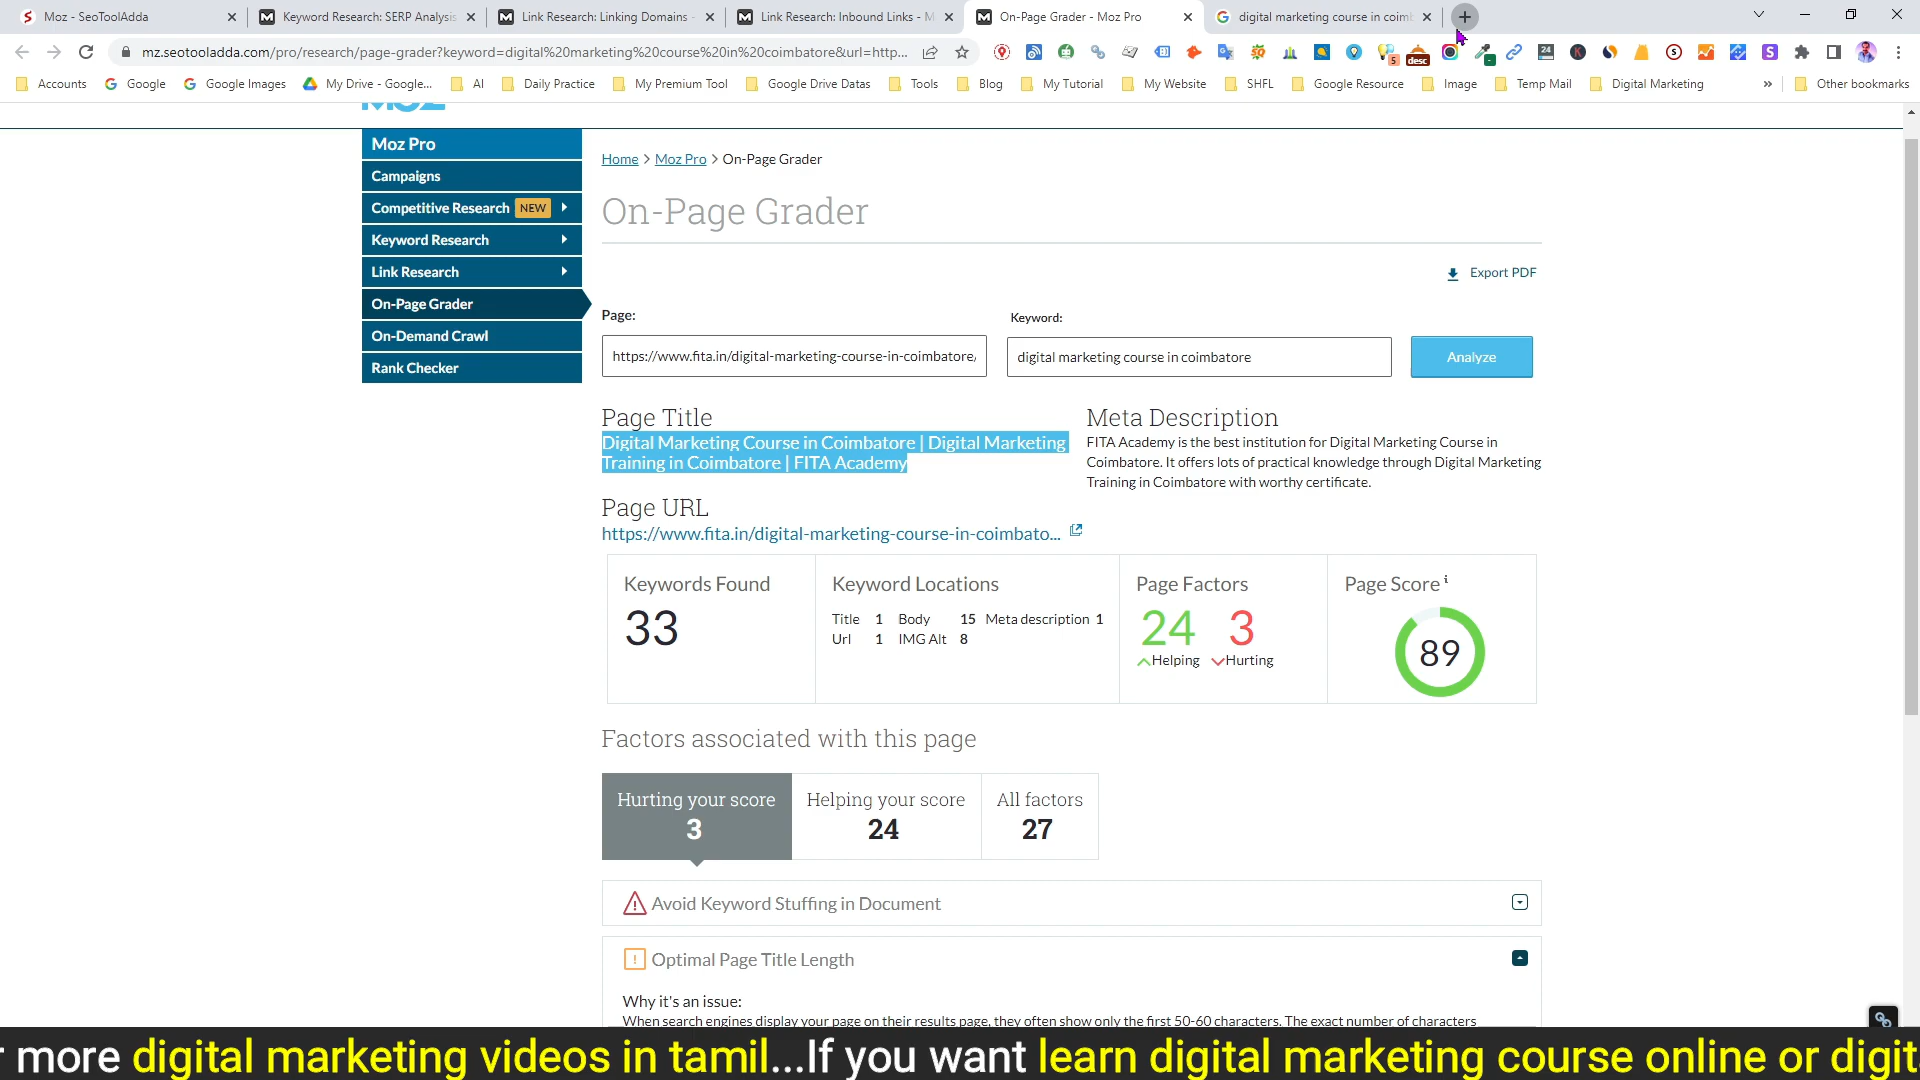 Moz - SeoToolAdda
Keyword Research: SERP Analysis
Link Research: Linking Domains -
Link Research: Inbound Links - M
On-Page Grader - Moz Pro
digital marketing course in coimb
mz.seotooladda.com/pro/research/page-grader?keyword=digital%20marketing%20course%20in%20coimbatore&url=http...
5
desc
24
Accounts
Google
Google Images
My Drive - Google...
AI
Daily Practice
My Premium Tool
Google Drive Datas
Tools
Blog
My Tutorial
My Website
SHFL
Google Resource
Image
Temp Mail
Digital Marketing
»
Other bookmarks
MOZ
Moz Pro
Campaigns
Competitive Research NEW
Keyword Research
Link Research
On-Page Grader
On-Demand Crawl
Rank Checker
Home > Moz Pro > On-Page Grader
On-Page Grader
Export PDF
Page:
Keyword:
https://www.fita.in/digital-marketing-course-in-coimbatore/
digital marketing course in coimbatore
Analyze
Page Title
Digital Marketing Course in Coimbatore | Digital Marketing
Training in Coimbatore | FITA Academy
Meta Description
FITA Academy is the best institution for Digital Marketing Course in
Coimbatore. It offers lots of practical knowledge through Digital Marketing
Training in Coimbatore with worthy certificate.
Page URL
https://www.fita.in/digital-marketing-course-in-coimbato...
Keywords Found
33
Keyword Locations
Title 1 Body 15 Meta description 1
Url 1 IMG Alt 8
Page Factors
24 3
Helping Hurting
Page Score i
89
Factors associated with this page
Hurting your score
3
Helping your score
24
All factors
27
Avoid Keyword Stuffing in Document
Optimal Page Title Length
Why it's an issue:
When search engines display your page on their results page, they often show only the first 50-60 characters. The exact number of characters
r more digital marketing videos in tamil...If you want learn digital marketing course online or digit